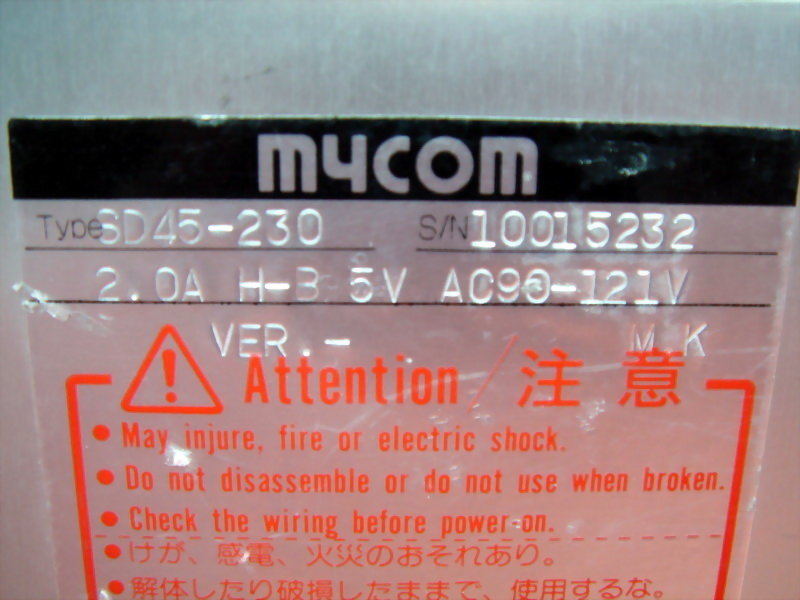 mycom
Type SD45-230 S/N 10015232
2.0A H-B 5V AC90-121V
VER.- M.K
Attention/注意
• May injure, fire or electric shock.
• Do not disassemble or do not use when broken.
• Check the wiring before power-on.
• けが、感電、火災のおそれあり。
• 解体したり破損したままで、使用するな。